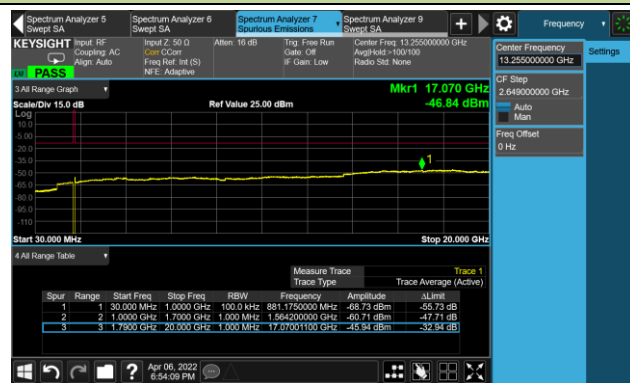 Spectrum Analyzer 5 Spectrum Analyzer 6 Spectrum Analyzer 7 Spectrum Analyzer 9
Swept SA Swept SA Spurious Emissions Swept SA
Frequency
KEYSIGHT Input: RF Input Z: 50 Ω Atten: 16 dB Trig: Free Run Center Freq: 13.255000000 GHz
Coupling: AC Corr CCorr Gate: Off Avg|Hold:>100/100
Align: Auto Freq Ref: Int (S) IF Gain: Low Radio Std: None
NFE: Adaptive
PASS
3 All Range Graph
Mkr1 17.070 GHz
Scale/Div 15.0 dB Ref Value 25.00 dBm -46.84 dBm
Log
10.0
-5.00
-20.0
-35.0
-50.0
-65.0
-80.0
-95.0
-110
1
Start 30.000 MHz Stop 20.000 GHz
4 All Range Table
Measure Trace Trace 1
Trace Type Trace Average (Active)
Spur Range Start Freq Stop Freq RBW Frequency Amplitude ΔLimit
1 1 30.000 MHz 1.0000 GHz 100.0 kHz 881.1750000 MHz -68.73 dBm -55.73 dB
2 2 1.0000 GHz 1.7000 GHz 1.000 MHz 1.564200000 GHz -60.71 dBm -47.71 dB
3 3 1.7900 GHz 20.000 GHz 1.000 MHz 17.07001100 GHz -45.94 dBm -32.94 dB
Apr 06, 2022
6:54:09 PM
Center Frequency
13.255000000 GHz
Settings
CF Step
2.649000000 GHz
Auto
Man
Freq Offset
0 Hz